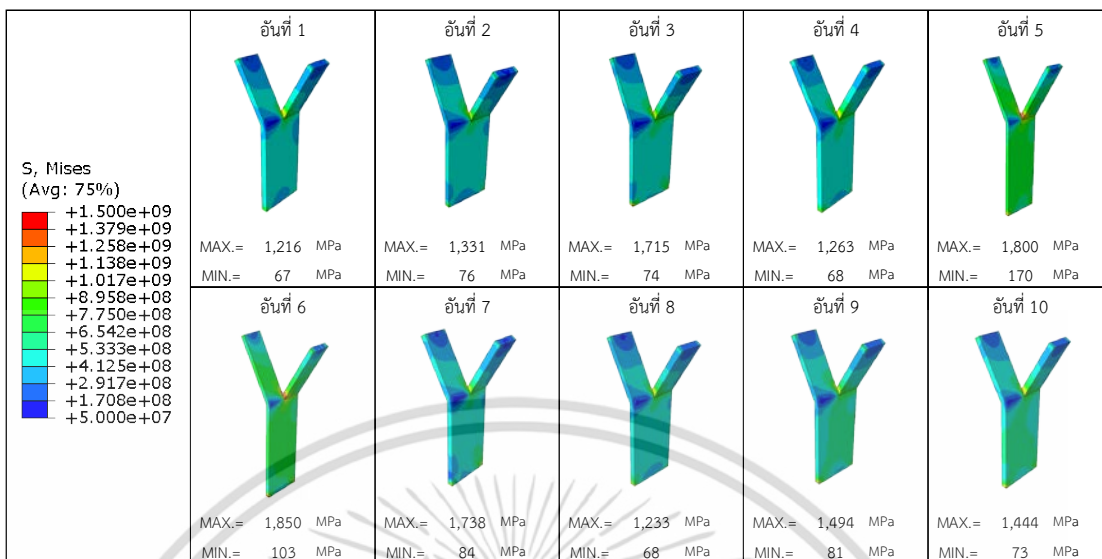 อันที่ 1 อันที่ 2 อันที่ 3 อันที่ 4 อันที่ 5
S, Mises
(Avg: 75%)
+1.500e+09
+1.379e+09
+1.258e+09
+1.138e+09
+1.017e+09
+8.958e+08
+7.750e+08
+6.542e+08
+5.333e+08
+4.125e+08
+2.917e+08
+1.708e+08
+5.000e+07
MAX.= 1,216 MPa MAX.= 1,331 MPa MAX.= 1,715 MPa MAX.= 1,263 MPa MAX.= 1,800 MPa
MIN.= 67 MPa MIN.= 76 MPa MIN.= 74 MPa MIN.= 68 MPa MIN.= 170 MPa
อันที่ 6 อันที่ 7 อันที่ 8 อันที่ 9 อันที่ 10
MAX.= 1,850 MPa MAX.= 1,738 MPa MAX.= 1,233 MPa MAX.= 1,494 MPa MAX.= 1,444 MPa
MIN.= 103 MPa MIN.= 84 MPa MIN.= 68 MPa MIN.= 81 MPa MIN.= 73 MPa